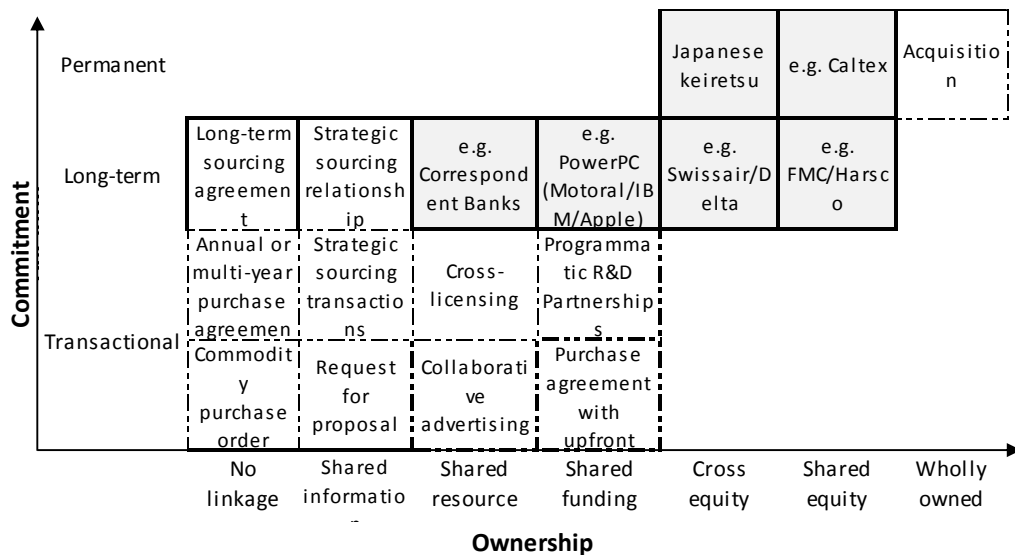 Permanent
Japanese
keiretsu
e.g. Caltex
Acquisitio
n
Long-term
Long-term
sourcing
agreemen
t
Strategic
sourcing
relationsh
ip
e.g.
Correspond
ent Banks
e.g.
PowerPC
(Motoral/IB
M/Apple)
e.g.
Swissair/D
elta
e.g.
FMC/Harsc
o
Transactional
Annual or
multi-year
purchase
agreemen
Strategic
sourcing
transactio
ns
Cross-
licensing
Programma
tic R&D
Partnership
s
Commodit
y
purchase
order
Request
for
proposal
Collaborati
ve
advertising
Purchase
agreement
with
upfront
Commitment
No
linkage
Shared
informatio
Shared
resource
Shared
funding
Cross
equity
Shared
equity
Wholly
owned
Ownership